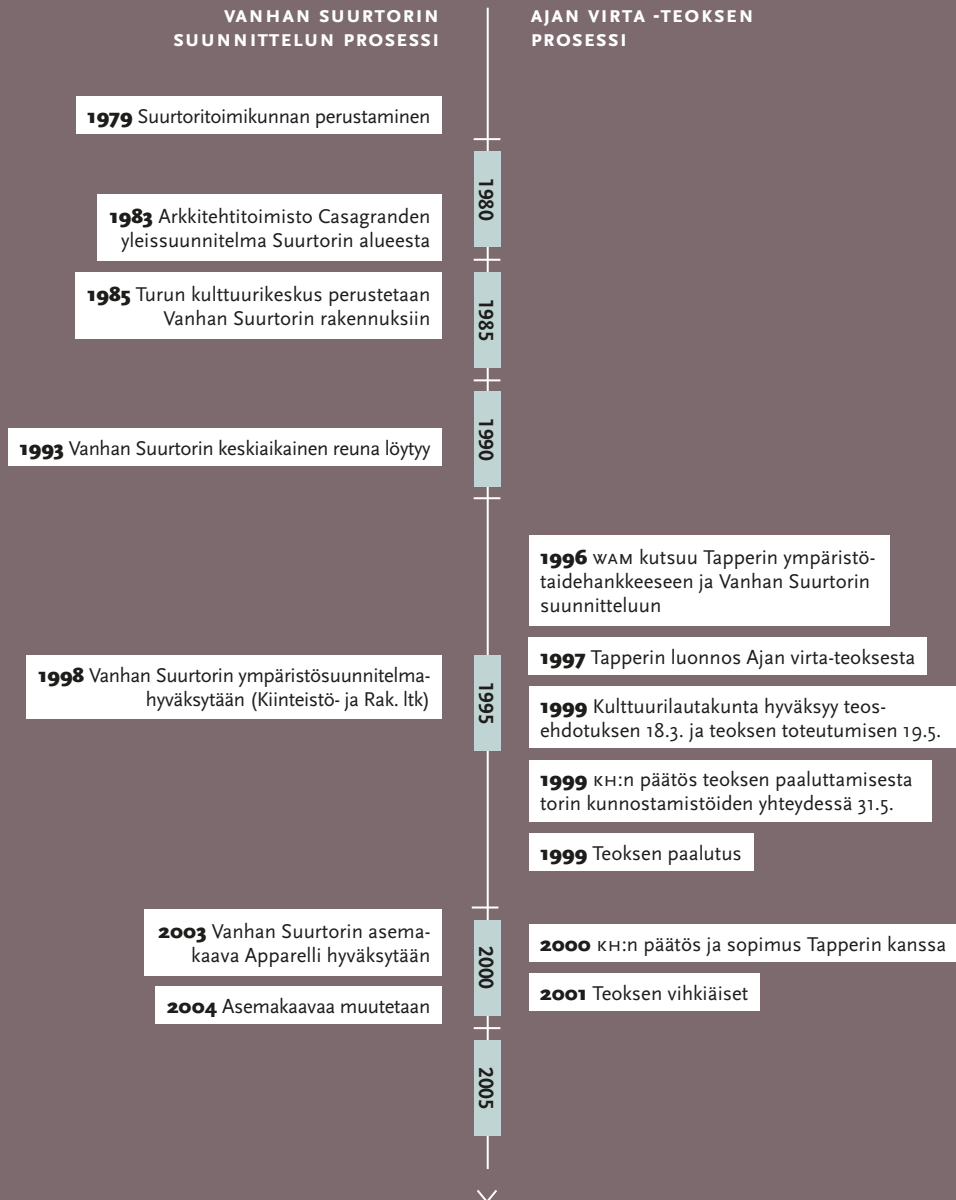 VANHAN SUURTORIN
SUUNNITTELUN PROSESSI
1979 Suurtoritoimikunnan perustaminen
1983 Arkkitehtitoimisto Casagranden
yleissuunnitelma Suurtorin alueesta
1985 Turun kulttuurikeskus perustetaan
Vanhan Suurtorin rakennuksiin
1993 Vanhan Suurtorin keskiaikainen reuna löytyy
1998 Vanhan Suurtorin ympäristösuunnitelma-
hyväksytään (Kiinteistö- ja Rak. ltk)
2003 Vanhan Suurtorin asema-
kaava Apparelli hyväksytään
2004 Asemakaavaa muutetaan
1980
1985
1990
1995
2000
2005
AJAN VIRTA -TEOKSEN
PROSESSI
1996 WAM kutsuu Tapperin ympäristö-
taidehankkeeseen ja Vanhan Suurtorin
suunnitteluun
1997 Tapperin luonnos Ajan virta-teoksesta
1999 Kulttuurilautakunta hyväksyy teos-
ehdotuksen 18.3. ja teoksen toteutumisen 19.5.
1999 KH:n päätös teoksen paaluttamisesta
torin kunnostamistöiden yhteydessä 31.5.
1999 Teoksen paalutus
2000 KH:n päätös ja sopimus Tapperin kanssa
2001 Teoksen vihkiäiset